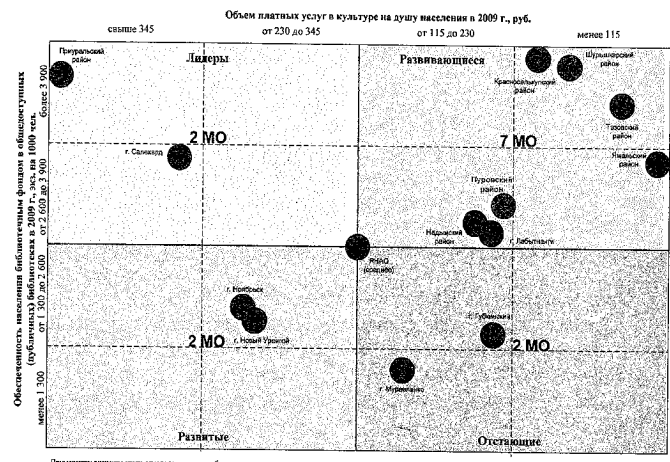 Объем платных услуг в культуре на душу населения в 2009 г., руб.
свыше 345
от 230 до 345
от 115 до 230
менее 115
Обеспеченность населения библиотечным фондом в общедоступных
(публичных) библиотеках в 2009 г., экз. на 1000 чел.
более 3 900
от 2 600 до 3 900
от 1 300 до 2 600
менее 1 300
Приуральский
район
Лидеры
Развивающиеся
Шурышкарский
район
Красноселькупский
район
Тазовский
район
2 МО
7 МО
г. Салехард
Ямальский
район
Пуровский
район
Надымский
район
г. Лабытнанги
ЯНАО
(среднее)
г. Ноябрьск
г. Новый Уренгой
г. Губкинский
2 МО
2 МО
г. Муравленко
Развитые
Отстающие